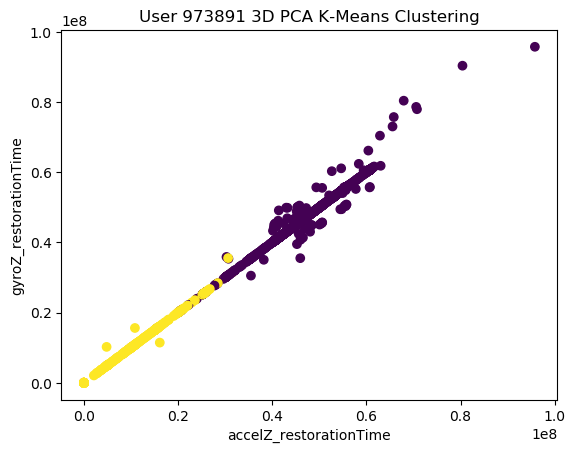 User 973891 3D PCA K-Means Clustering
1e8
1.0
0.8
0.6
0.4
0.2
0.0
gyroZ_restorationTime
0.0 0.2 0.4 0.6 0.8 1.0
1e8
accelZ_restorationTime